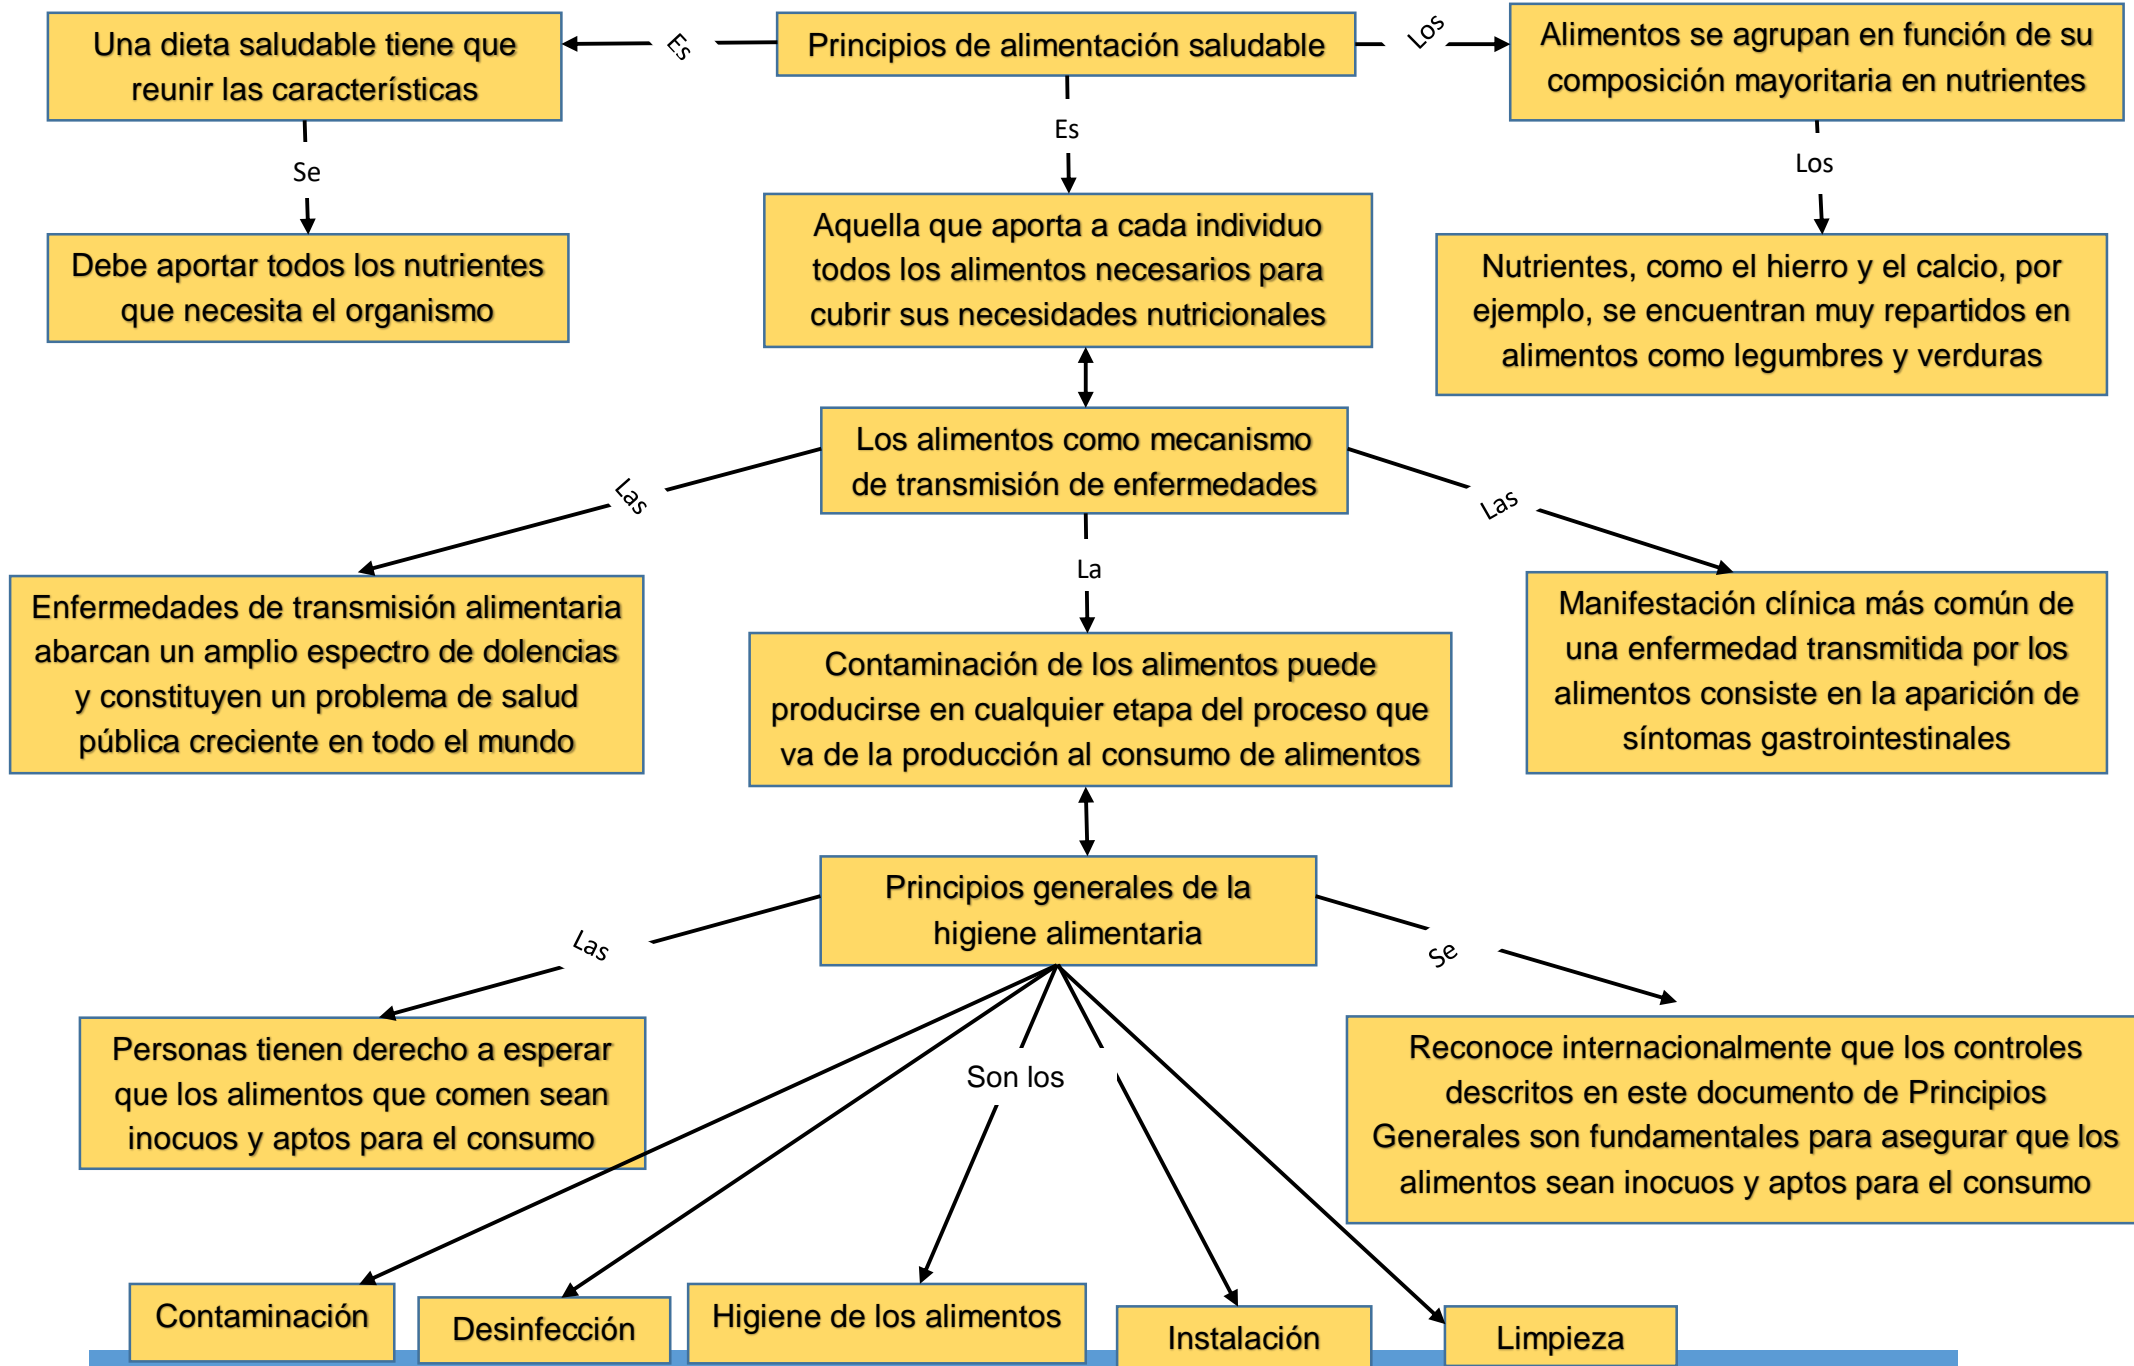 Una dieta saludable tiene que
reunir las características
Es
Principios de alimentación saludable
Los
Alimentos se agrupan en función de su
composición mayoritaria en nutrientes
Se
Es
Los
Debe aportar todos los nutrientes
que necesita el organismo
Aquella que aporta a cada individuo
todos los alimentos necesarios para
cubrir sus necesidades nutricionales
Nutrientes, como el hierro y el calcio, por
ejemplo, se encuentran muy repartidos en
alimentos como legumbres y verduras
Los alimentos como mecanismo
de transmisión de enfermedades
Las
La
Las
Enfermedades de transmisión alimentaria
abarcan un amplio espectro de dolencias
y constituyen un problema de salud
pública creciente en todo el mundo
Contaminación de los alimentos puede
producirse en cualquier etapa del proceso que
va de la producción al consumo de alimentos
Manifestación clínica más común de
una enfermedad transmitida por los
alimentos consiste en la aparición de
síntomas gastrointestinales
Principios generales de la
higiene alimentaria
Las
Se
Personas tienen derecho a esperar
que los alimentos que comen sean
inocuos y aptos para el consumo
Son los
Reconoce internacionalmente que los controles
descritos en este documento de Principios
Generales son fundamentales para asegurar que los
alimentos sean inocuos y aptos para el consumo
Contaminación
Desinfección
Higiene de los alimentos
Instalación
Limpieza